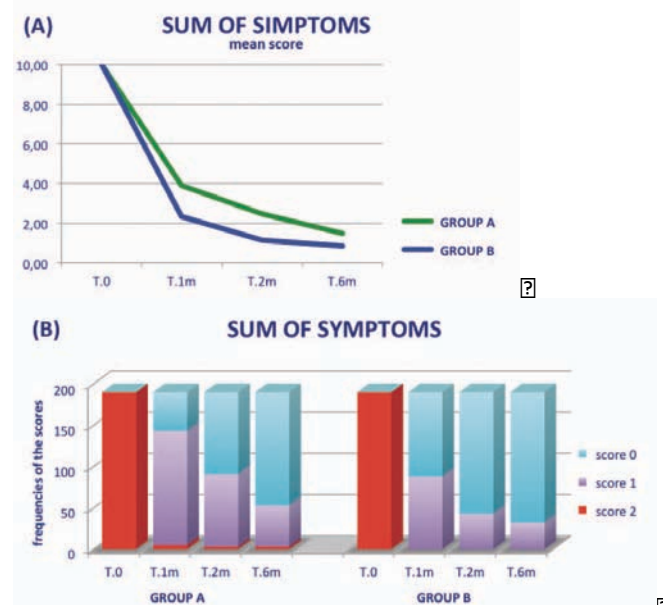 (A) SUM OF SIMPTOMS
mean score
10,00
8,00
6,00
4,00
2,00
0,00
T.0 T.1m T.2m T.6m
GROUP A
GROUP B
?
(B) SUM OF SYMPTOMS
frequencies of the scores
200
150
100
50
0
T.0 T.1m T.2m T.6m T.0 T.1m T.2m T.6m
GROUP A GROUP B
score 0
score 1
score 2